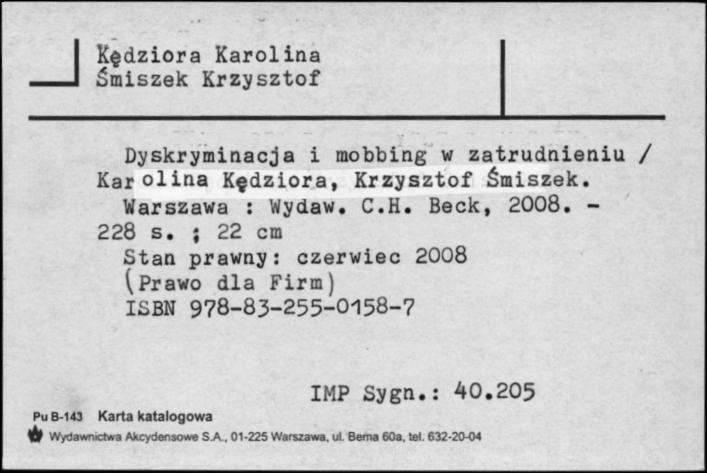 Kędziora Karolina
Śmiszek Krzysztof
Dyskryminacja i mobbing w zatrudnieniu /
Karolina Kędziora, Krzysztof Śmiszek.
Warszawa : Wydaw. C.H. Beck, 2008. -
228 s. ; 22 cm
Stan prawny: czerwiec 2008
(Prawo dla Firm)
ISBN 978-83-255-0158-7
IMP Sygn.: 40.205
Pu B-143 Karta katalogowa
Wydawnictwa Akcydensowe S.A., 01-225 Warszawa, ul. Bema 60a, tel. 632-20-04